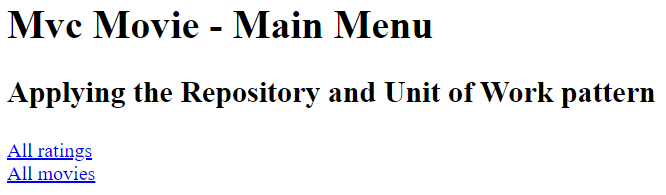 Mvc Movie - Main Menu
Applying the Repository and Unit of Work pattern
All ratings
All movies